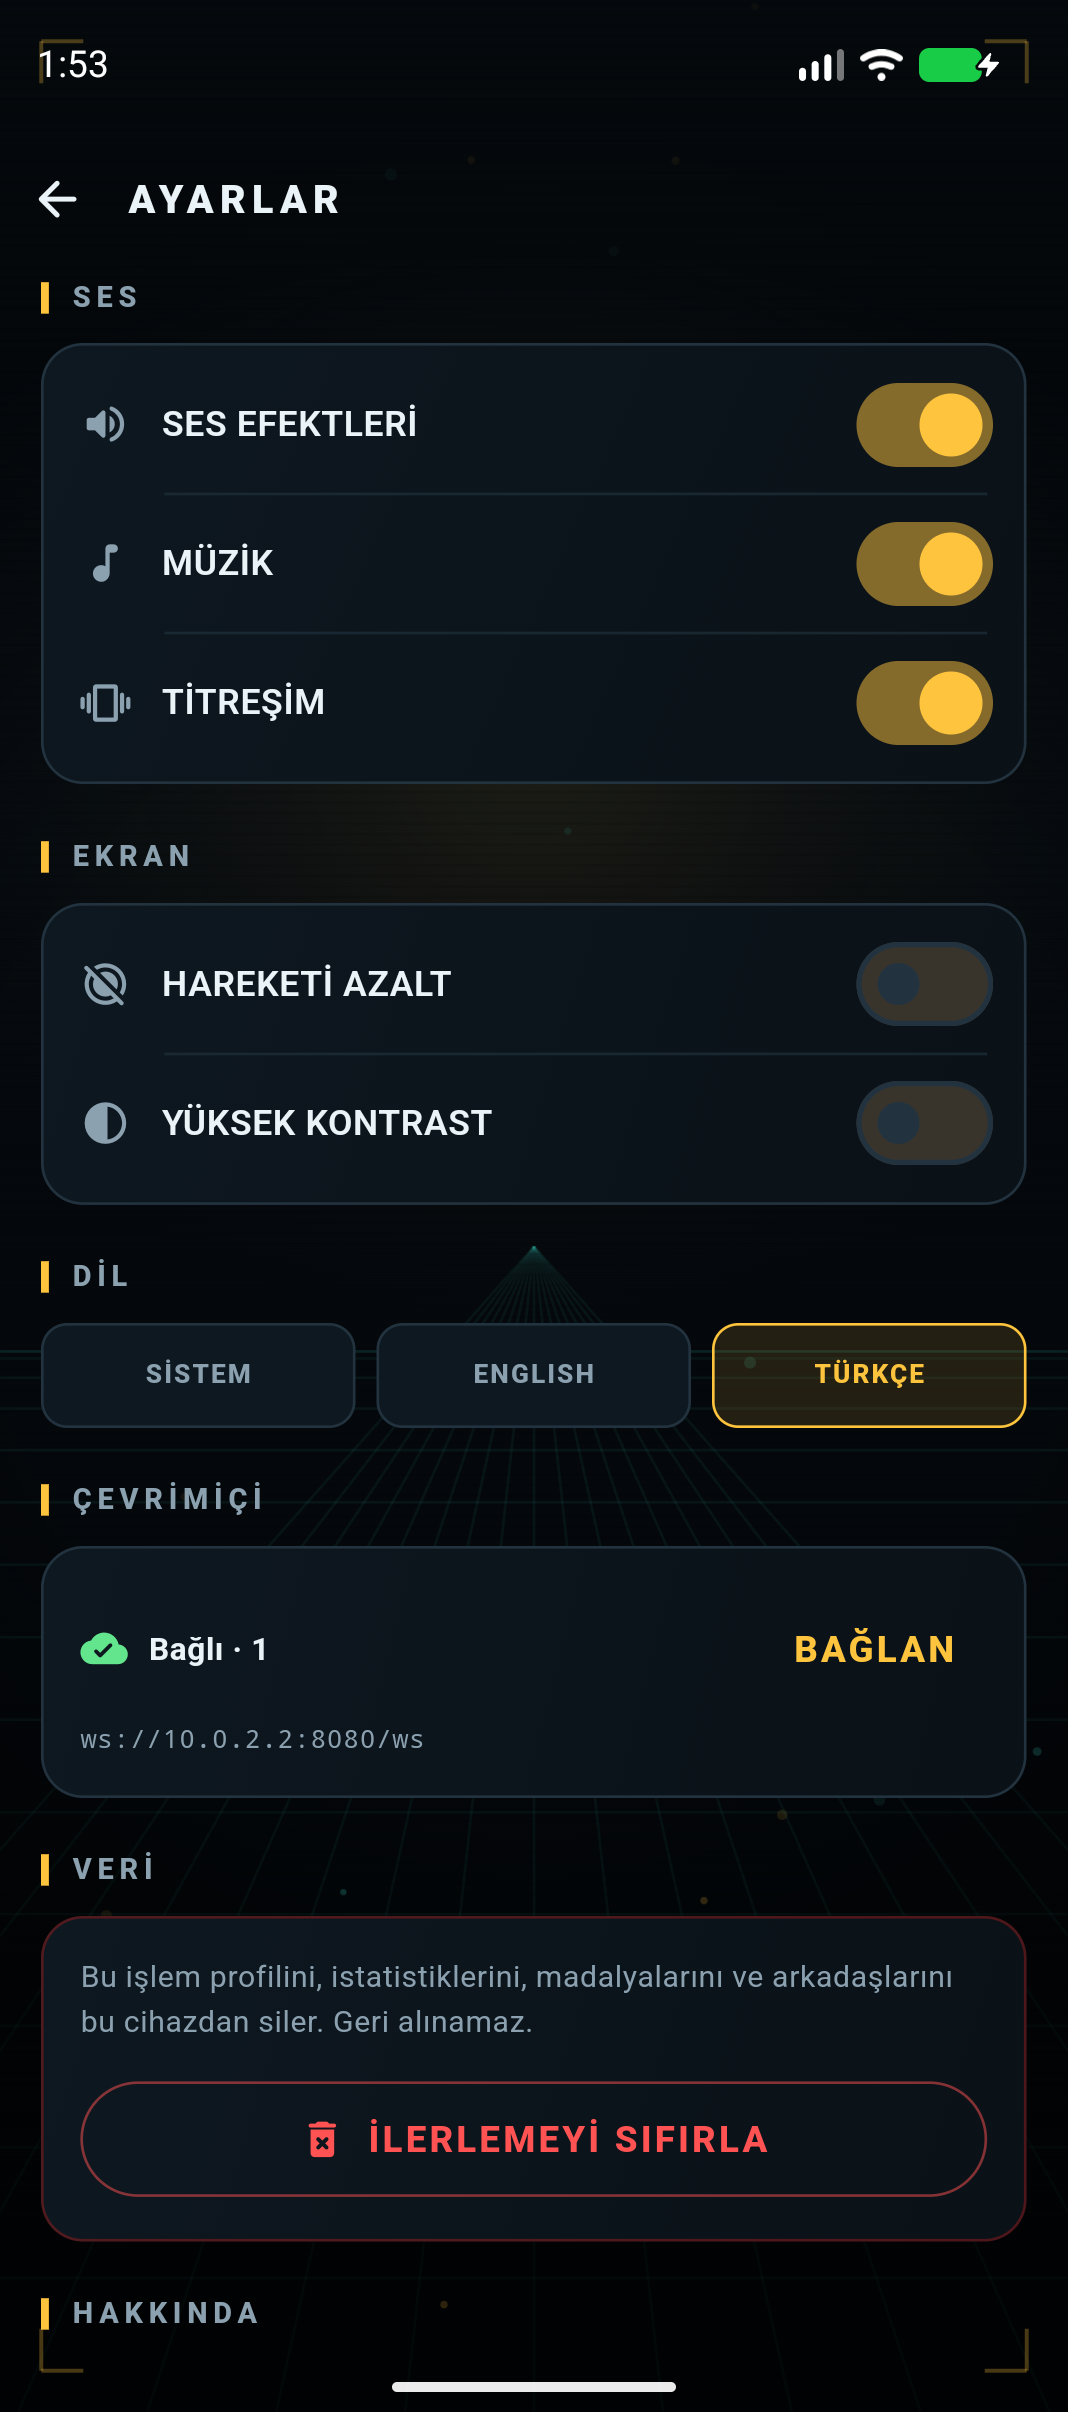 1:53
AYARLAR
SES
SES EFEKTLERİ
MÜZİK
TİTREŞİM
EKRAN
HAREKETİ AZALT
YÜKSEK KONTRAST
DİL
SİSTEM ENGLISH TÜRKÇE
ÇEVRİMİÇİ
Bağlı · 1 BAĞLAN
ws://10.0.2.2:8080/ws
VERİ
Bu işlem profilini, istatistiklerini, madalyalarını ve arkadaşlarını
bu cihazdan siler. Geri alınamaz.
İLERLEMEYİ SIFIRLA
HAKKINDA